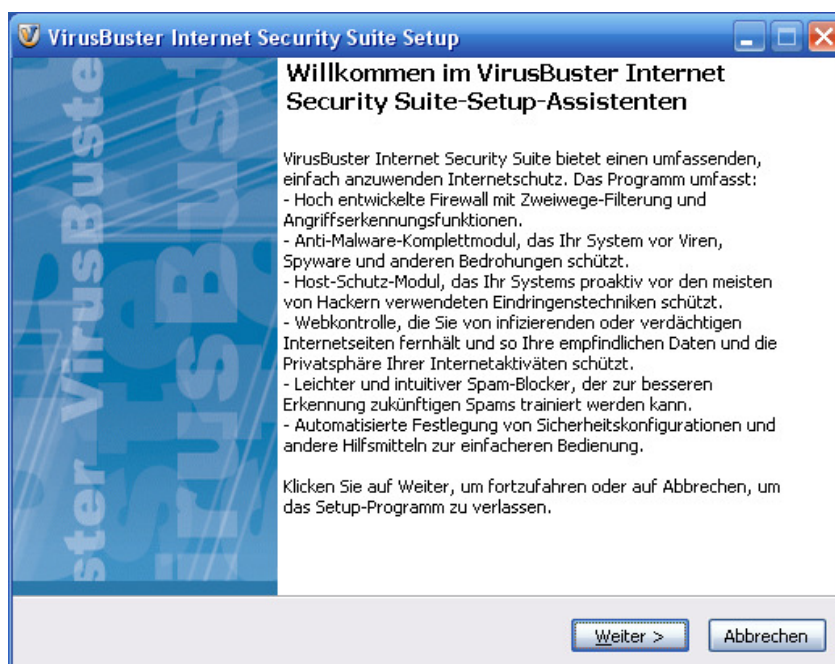 VirusBuster Internet Security Suite Setup
Willkommen im VirusBuster Internet
Security Suite-Setup-Assistenten
VirusBuster Internet Security Suite bietet einen umfassenden,
einfach anzuwenden Internetschutz. Das Programm umfasst:
- Hoch entwickelte Firewall mit Zweiwege-Filterung und
Angriffserkennungsfunktionen.
- Anti-Malware-Komplettmodul, das Ihr System vor Viren,
Spyware und anderen Bedrohungen schützt.
- Host-Schutz-Modul, das Ihr Systems proaktiv vor den meisten
von Hackern verwendeten Eindringenstechniken schützt.
- Webkontrolle, die Sie von infizierenden oder verdächtigen
Internetseiten fernhält und so Ihre empfindlichen Daten und die
Privatsphäre Ihrer Internetaktiväten schützt.
- Leichter und intuitiver Spam-Blocker, der zur besseren
Erkennung zukünftigen Spams trainiert werden kann.
- Automatisierte Festlegung von Sicherheitskonfigurationen und
andere Hilfsmitteln zur einfacheren Bedienung.
Klicken Sie auf Weiter, um fortzufahren oder auf Abbrechen, um
das Setup-Programm zu verlassen.
ster VirusBuster
irusBus
Weiter >
Abbrechen